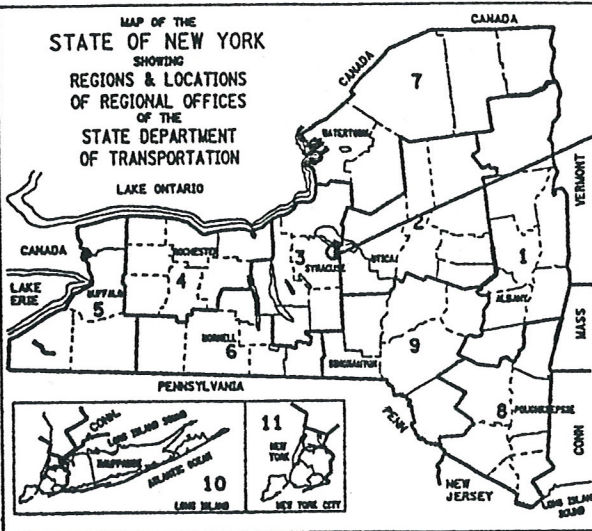 MAP OF THE
STATE OF NEW YORK
SHOWING
REGIONS & LOCATIONS
OF REGIONAL OFFICES
OF THE
STATE DEPARTMENT
OF TRANSPORTATION
CANADA
CANADA
7
WATERTOWN
LAKE ONTARIO
VERMONT
CANADA
LAKE
ERIE
ROCHESTER
3
SYRACUSE
UTICA
2
1
4
BUFFALO
5
ALBANY
MASS
HORNELL
6
9
BINGHAMTON
PENNSYLVANIA
8
POUGHKEEPSIE
PENN
CONN
NEW
JERSEY
LONG ISLAND
SOUND
CONN.
LONG ISLAND SOUND
HAUPPAUGE
ATLANTIC OCEAN
10
LONG ISLAND
11
NEW
YORK
NEW YORK CITY